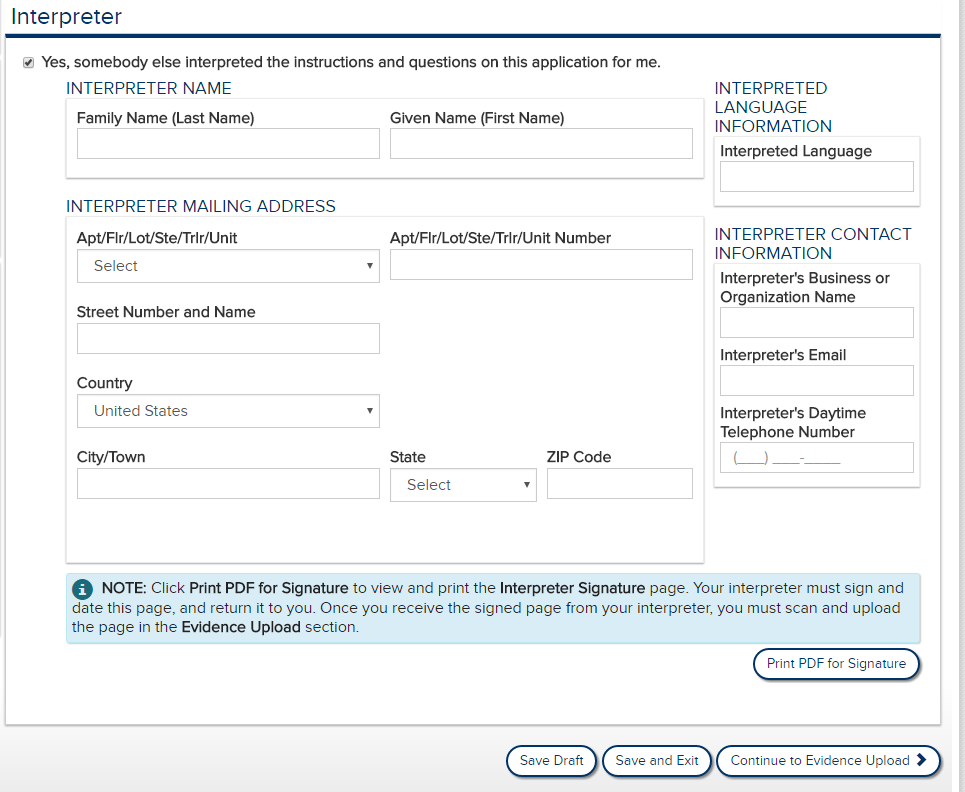 Interpreter
Yes, somebody else interpreted the instructions and questions on this application for me.
INTERPRETER NAME
Family Name (Last Name)
Given Name (First Name)
INTERPRETER MAILING ADDRESS
Apt/Flr/Lot/Ste/Trlr/Unit
Apt/Flr/Lot/Ste/Trlr/Unit Number
Select
Street Number and Name
Country
United States
City/Town
State
ZIP Code
Select
INTERPRETED
LANGUAGE
INFORMATION
Interpreted Language
INTERPRETER CONTACT
INFORMATION
Interpreter's Business or
Organization Name
Interpreter's Email
Interpreter's Daytime
Telephone Number
(___) ___-____
NOTE: Click Print PDF for Signature to view and print the Interpreter Signature page. Your interpreter must sign and
date this page, and return it to you. Once you receive the signed page from your interpreter, you must scan and upload
the page in the Evidence Upload section.
Print PDF for Signature
Save Draft
Save and Exit
Continue to Evidence Upload